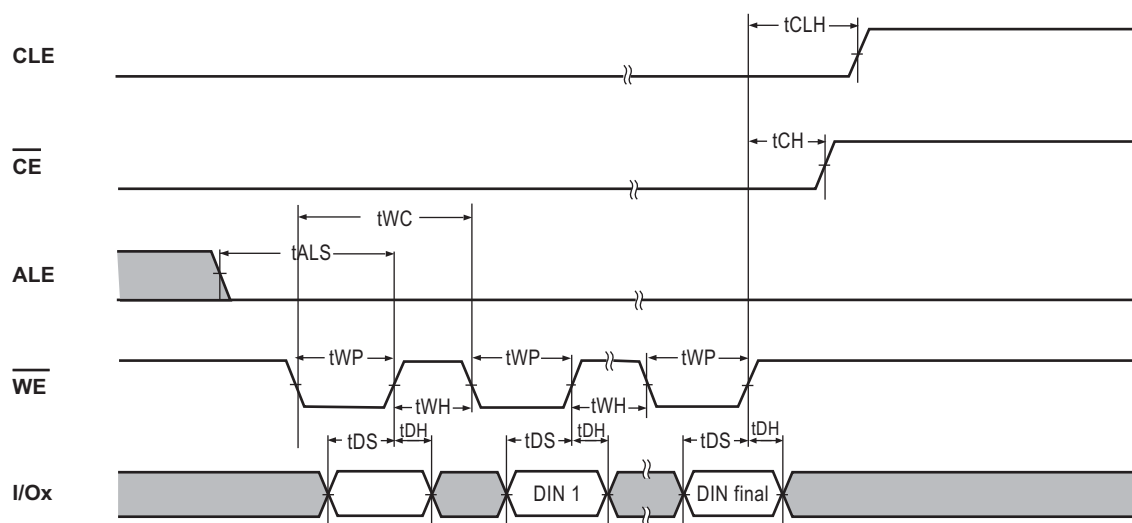 tCLH
CLE
tCH
CE
tWC
tALS
ALE
tWP tWP tWP
WE
tWH tWH
tDS tDH tDS tDH tDS tDH
I/Ox DIN 1 DIN final